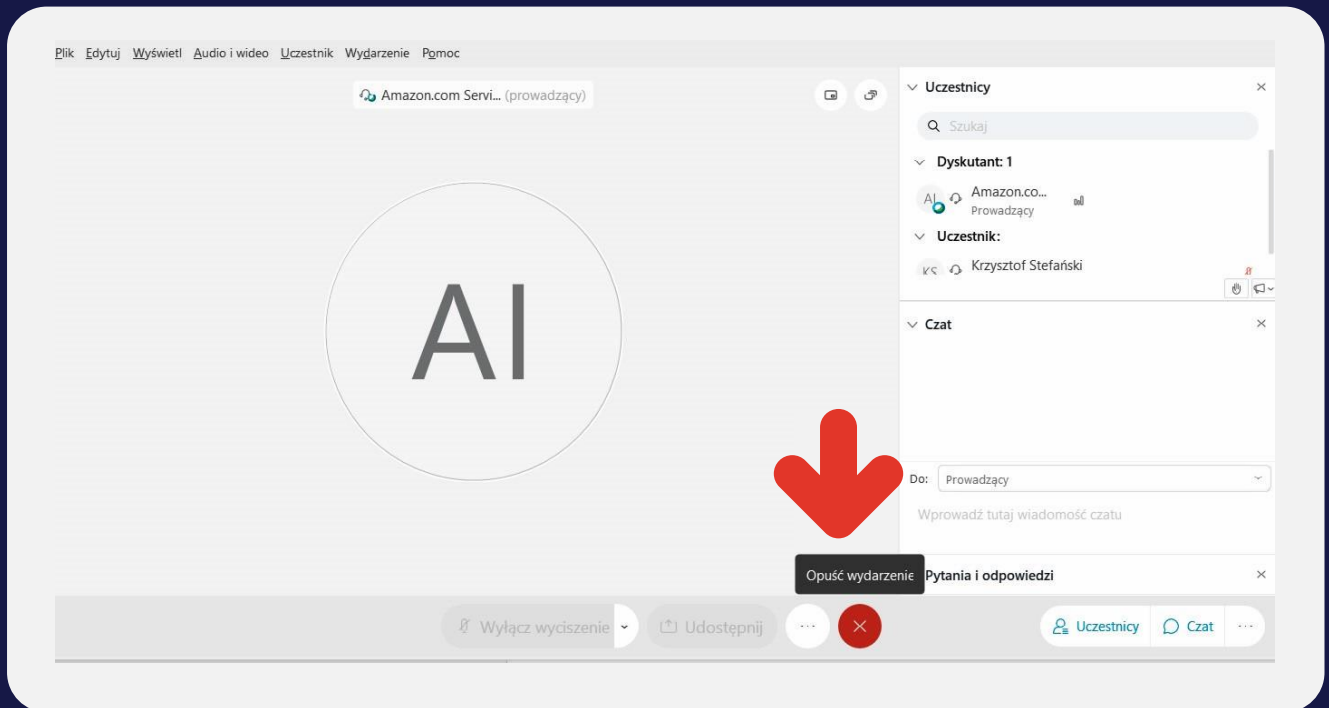 Plik Edytuj Wyświetl Audio i wideo Uczestnik Wydarzenie Pomoc
Amazon.com Servi... (prowadzący)
AI
Opuść wydarzenie
Wyłącz wyciszenie
Udostępnij
Uczestnicy
Szukaj
Dyskutant: 1
AI
Amazon.co...
Prowadzący
Uczestnik:
KS
Krzysztof Stefański
Czat
Do: Prowadzący
Wprowadź tutaj wiadomość czatu
Pytania i odpowiedzi
Uczestnicy
Czat